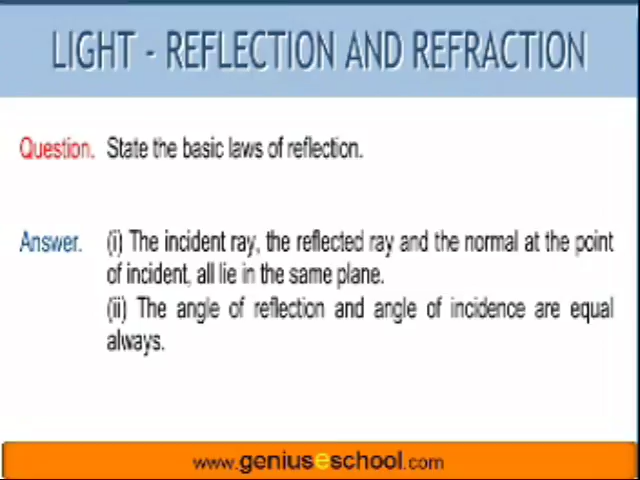 LIGHT - REFLECTION AND REFRACTION
Question. State the basic laws of reflection.
Answer. (i) The incident ray, the reflected ray and the normal at the point
of incident, all lie in the same plane.
(ii) The angle of reflection and angle of incidence are equal
always.
www.geniuseschool.com